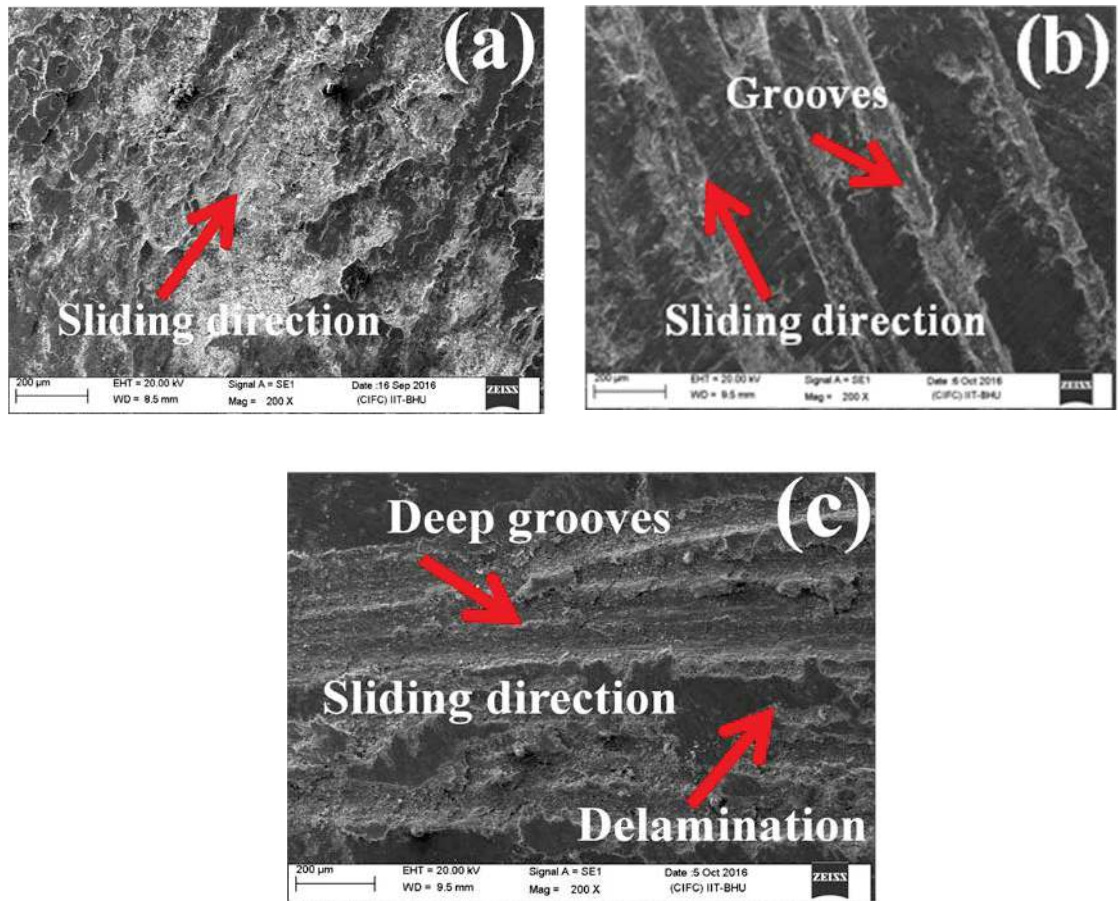 (a)
Sliding direction
200 µm
EHT = 20.00 kV Signal A = SE1 Date :16 Sep 2016
WD = 8.5 mm Mag = 200 X (CIFC) IIT-BHU
ZEISS
(b)
Grooves
Sliding direction
200 µm
EHT = 20.00 kV Signal A = SE1 Date :6 Oct 2016
WD = 9.5 mm Mag = 200 X (CIFC) IIT-BHU
ZEISS
(c)
Deep grooves
Sliding direction
Delamination
200 µm
EHT = 20.00 kV Signal A = SE1 Date :5 Oct 2016
WD = 9.5 mm Mag = 200 X (CIFC) IIT-BHU
ZEISS